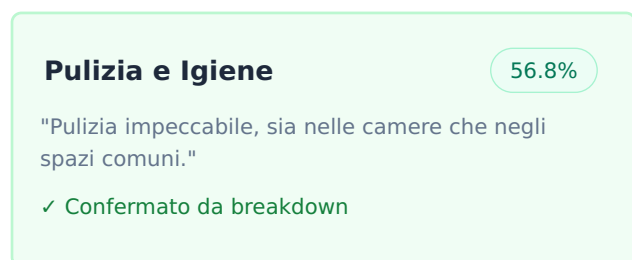 Pulizia e Igiene
56.8%
"Pulizia impeccabile, sia nelle camere che negli
spazi comuni."
✓ Confermato da breakdown